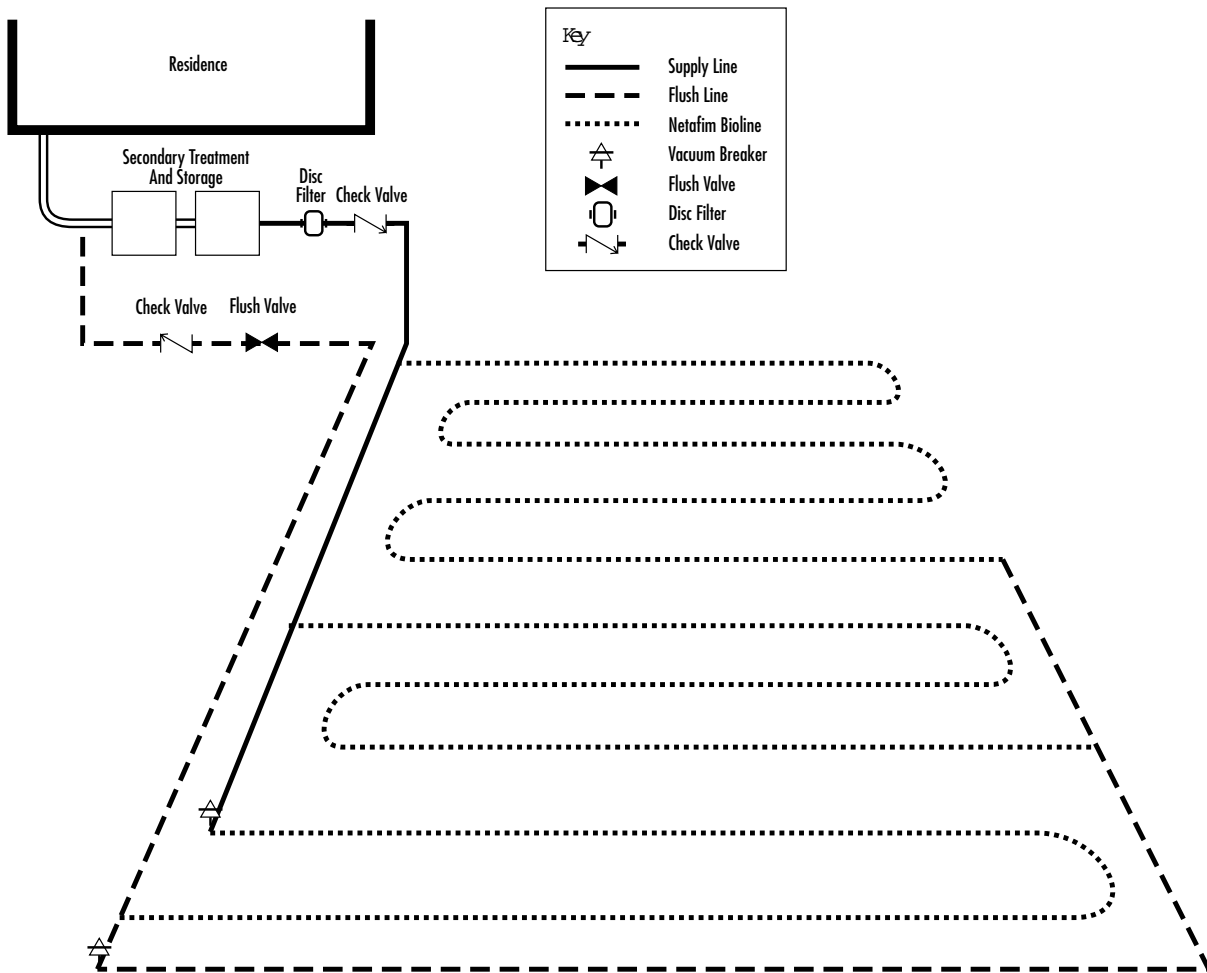 Residence
Secondary Treatment
And Storage
Disc
Filter
Check Valve
Check Valve
Flush Valve
Key
Supply Line
Flush Line
Netafim Bioline
Vacuum Breaker
Flush Valve
Disc Filter
Check Valve